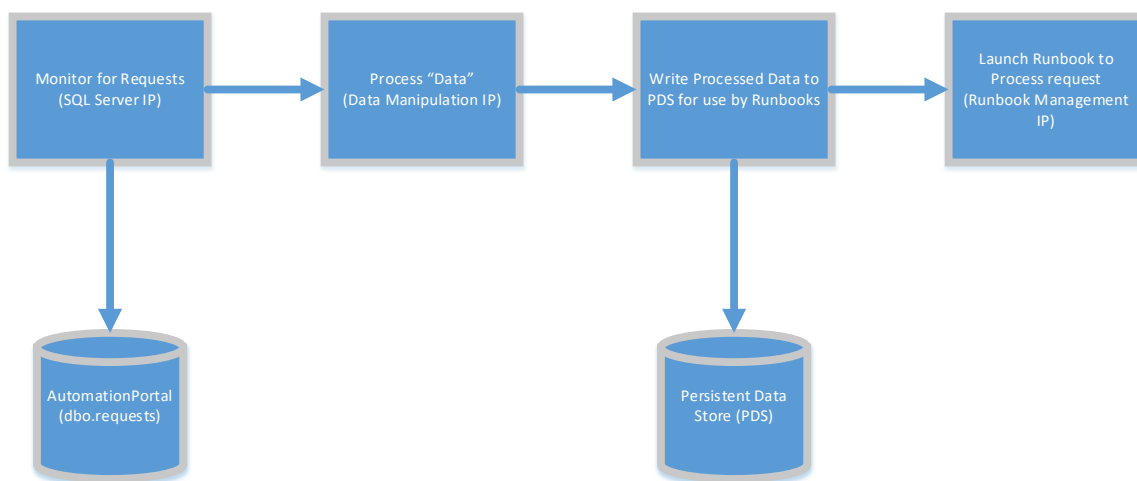 Monitor for Requests
(SQL Server IP)
Process “Data”
(Data Manipulation IP)
Write Processed Data to
PDS for use by Runbooks
Launch Runbook to
Process request
(Runbook Management
IP)
AutomationPortal
(dbo.requests)
Persistent Data
Store (PDS)